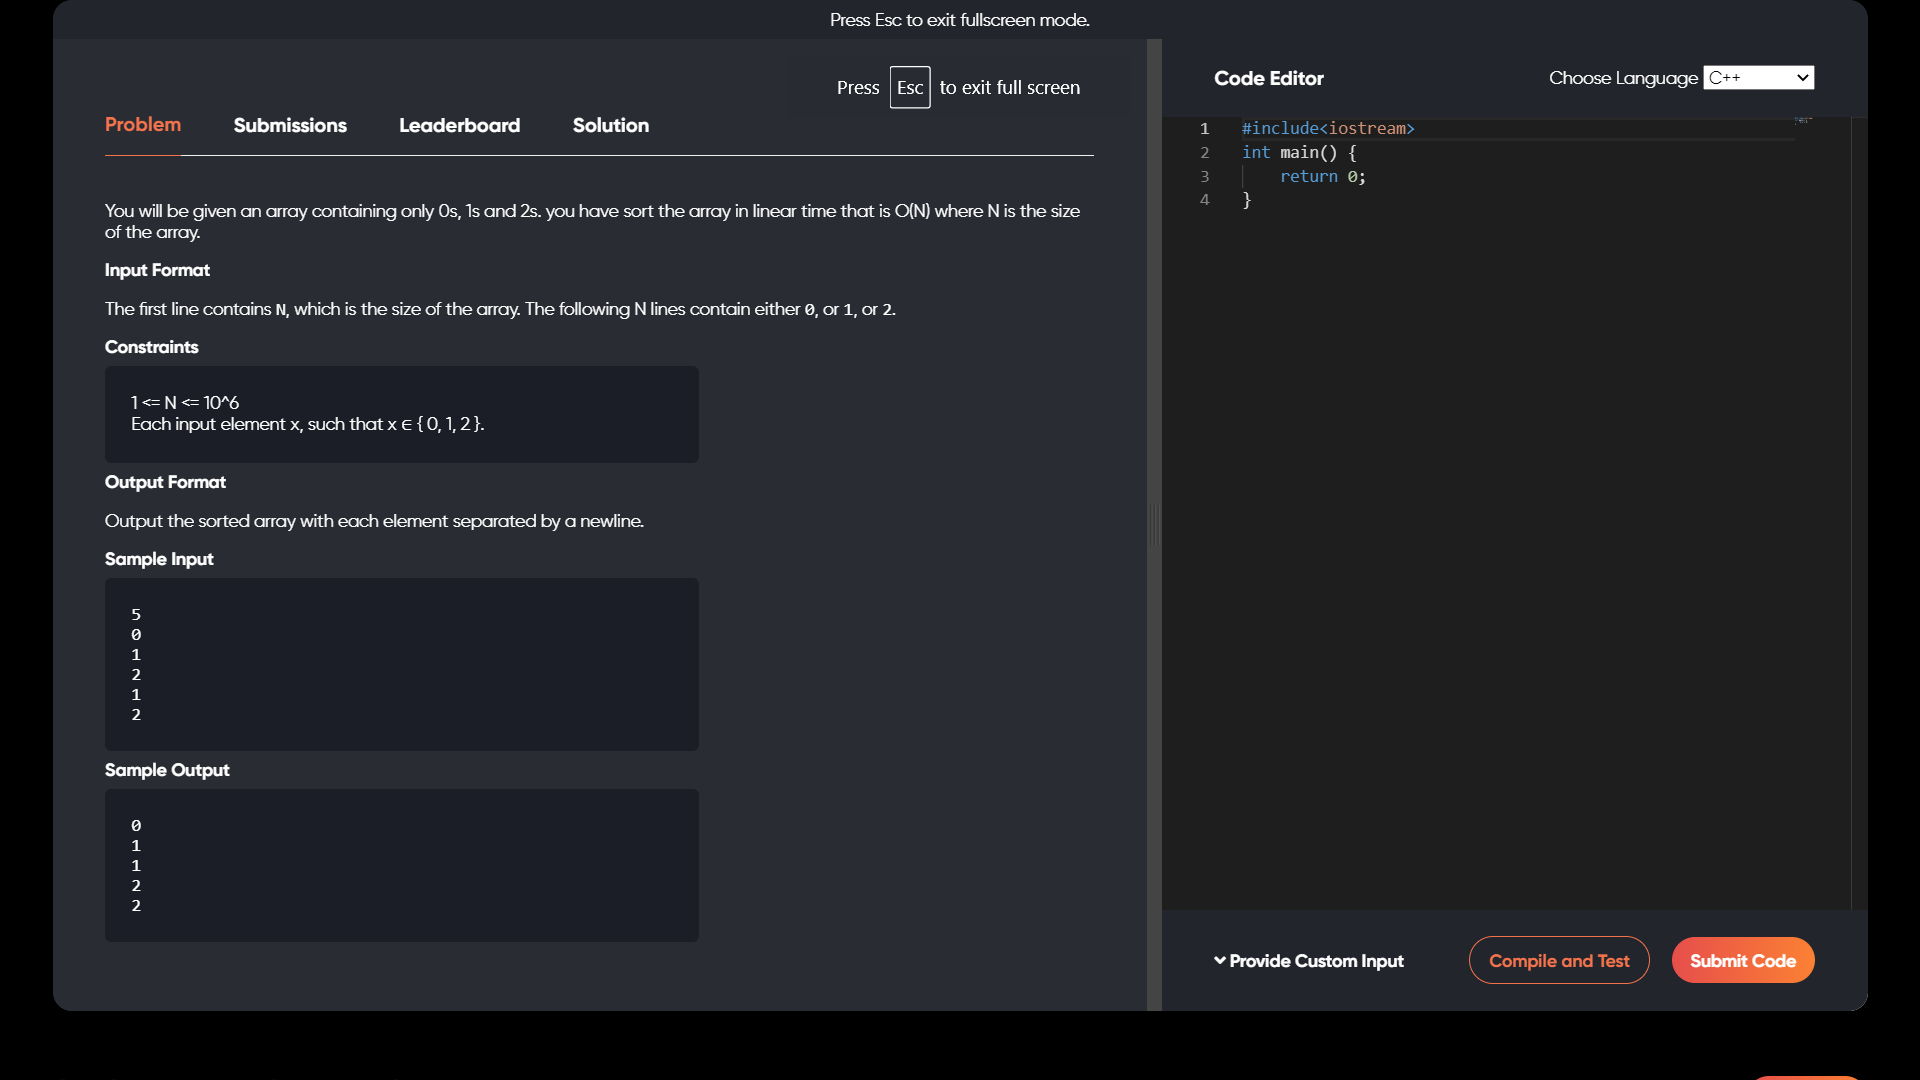 Press Esc to exit fullscreen mode.
Press Esc to exit full screen
Problem Submissions Leaderboard Solution
You will be given an array containing only 0s, 1s and 2s. you have sort the array in linear time that is O(N) where N is the size
of the array.
Input Format
The first line contains N, which is the size of the array. The following N lines contain either 0, or 1, or 2.
Constraints
1 <= N <= 10^6
Each input element x, such that x ∈ { 0, 1, 2 }.
Output Format
Output the sorted array with each element separated by a newline.
Sample Input
5
0
1
2
1
2
Sample Output
0
1
1
2
2
Code Editor
Choose Language C++
1 #include<iostream>
2 int main() {
3     return 0;
4 }
Provide Custom Input
Compile and Test
Submit Code